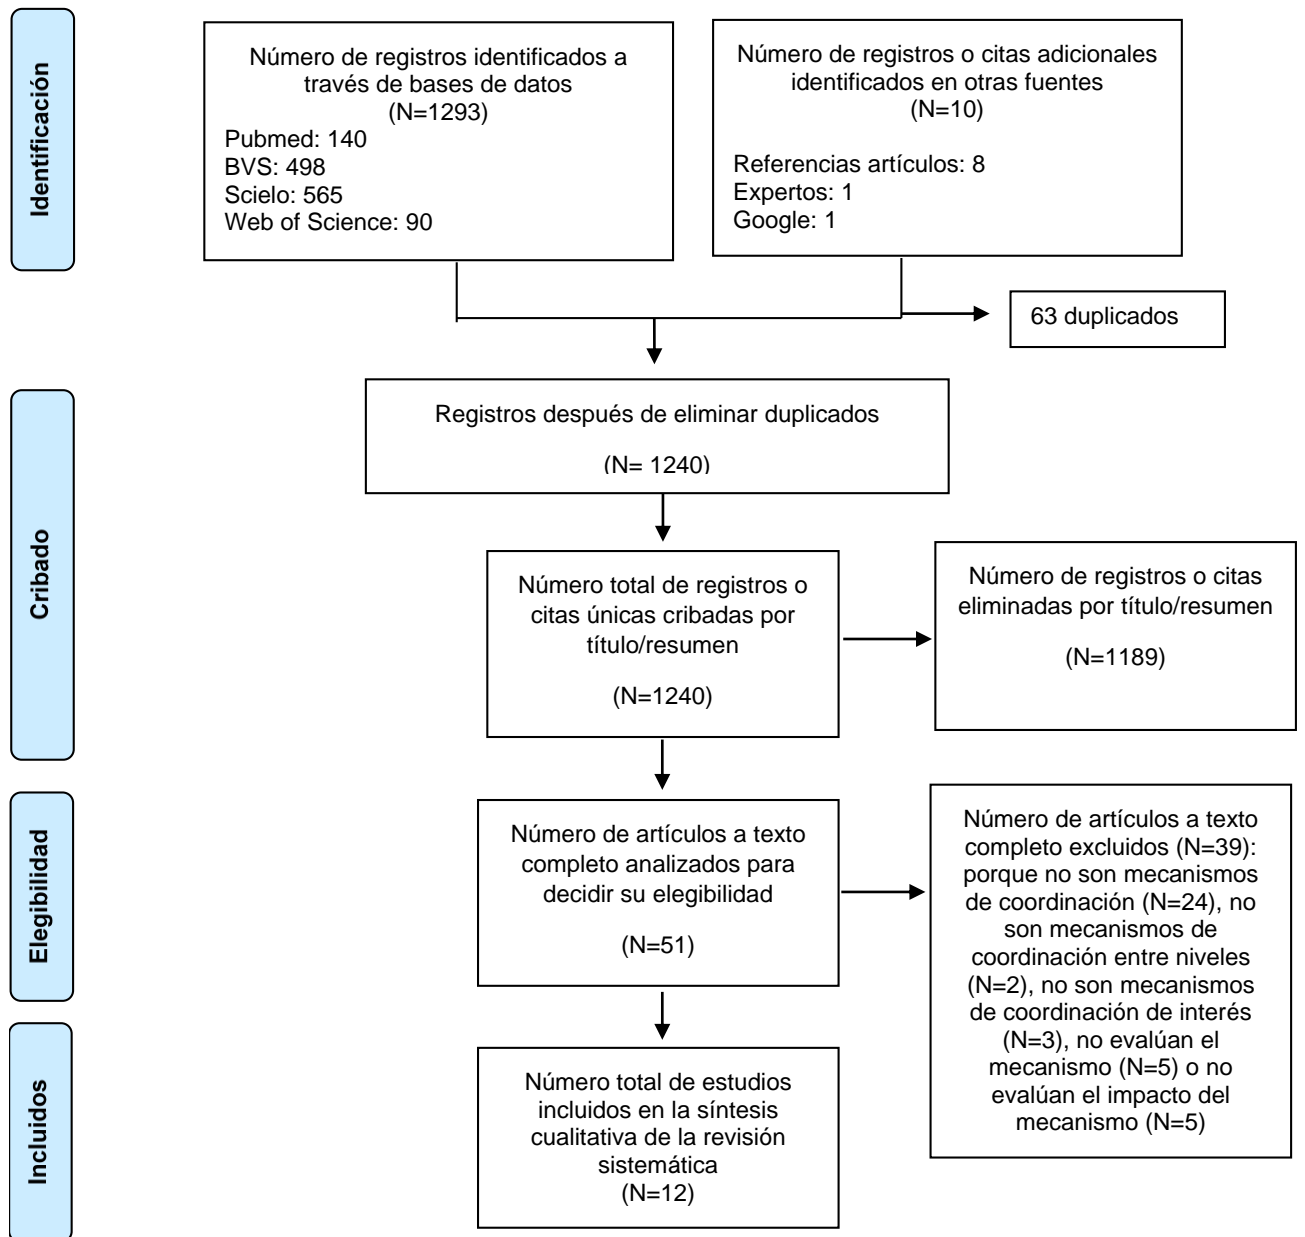 Identificación
Número de registros identificados a
través de bases de datos
(N=1293)
Pubmed: 140
BVS: 498
Scielo: 565
Web of Science: 90
Número de registros o citas adicionales
identificados en otras fuentes
(N=10)
Referencias artículos: 8
Expertos: 1
Google: 1
63 duplicados
Cribado
Registros después de eliminar duplicados
(N= 1240)
Número total de registros o
citas únicas cribadas por
título/resumen
(N=1240)
Número de registros o citas
eliminadas por título/resumen
(N=1189)
Elegibilidad
Número de artículos a texto
completo analizados para
decidir su elegibilidad
(N=51)
Número de artículos a texto
completo excluidos (N=39):
porque no son mecanismos
de coordinación (N=24), no
son mecanismos de
coordinación entre niveles
(N=2), no son mecanismos
de coordinación de interés
(N=3), no evalúan el
mecanismo (N=5) o no
evalúan el impacto del
mecanismo (N=5)
Incluidos
Número total de estudios
incluidos en la síntesis
cualitativa de la revisión
sistemática
(N=12)